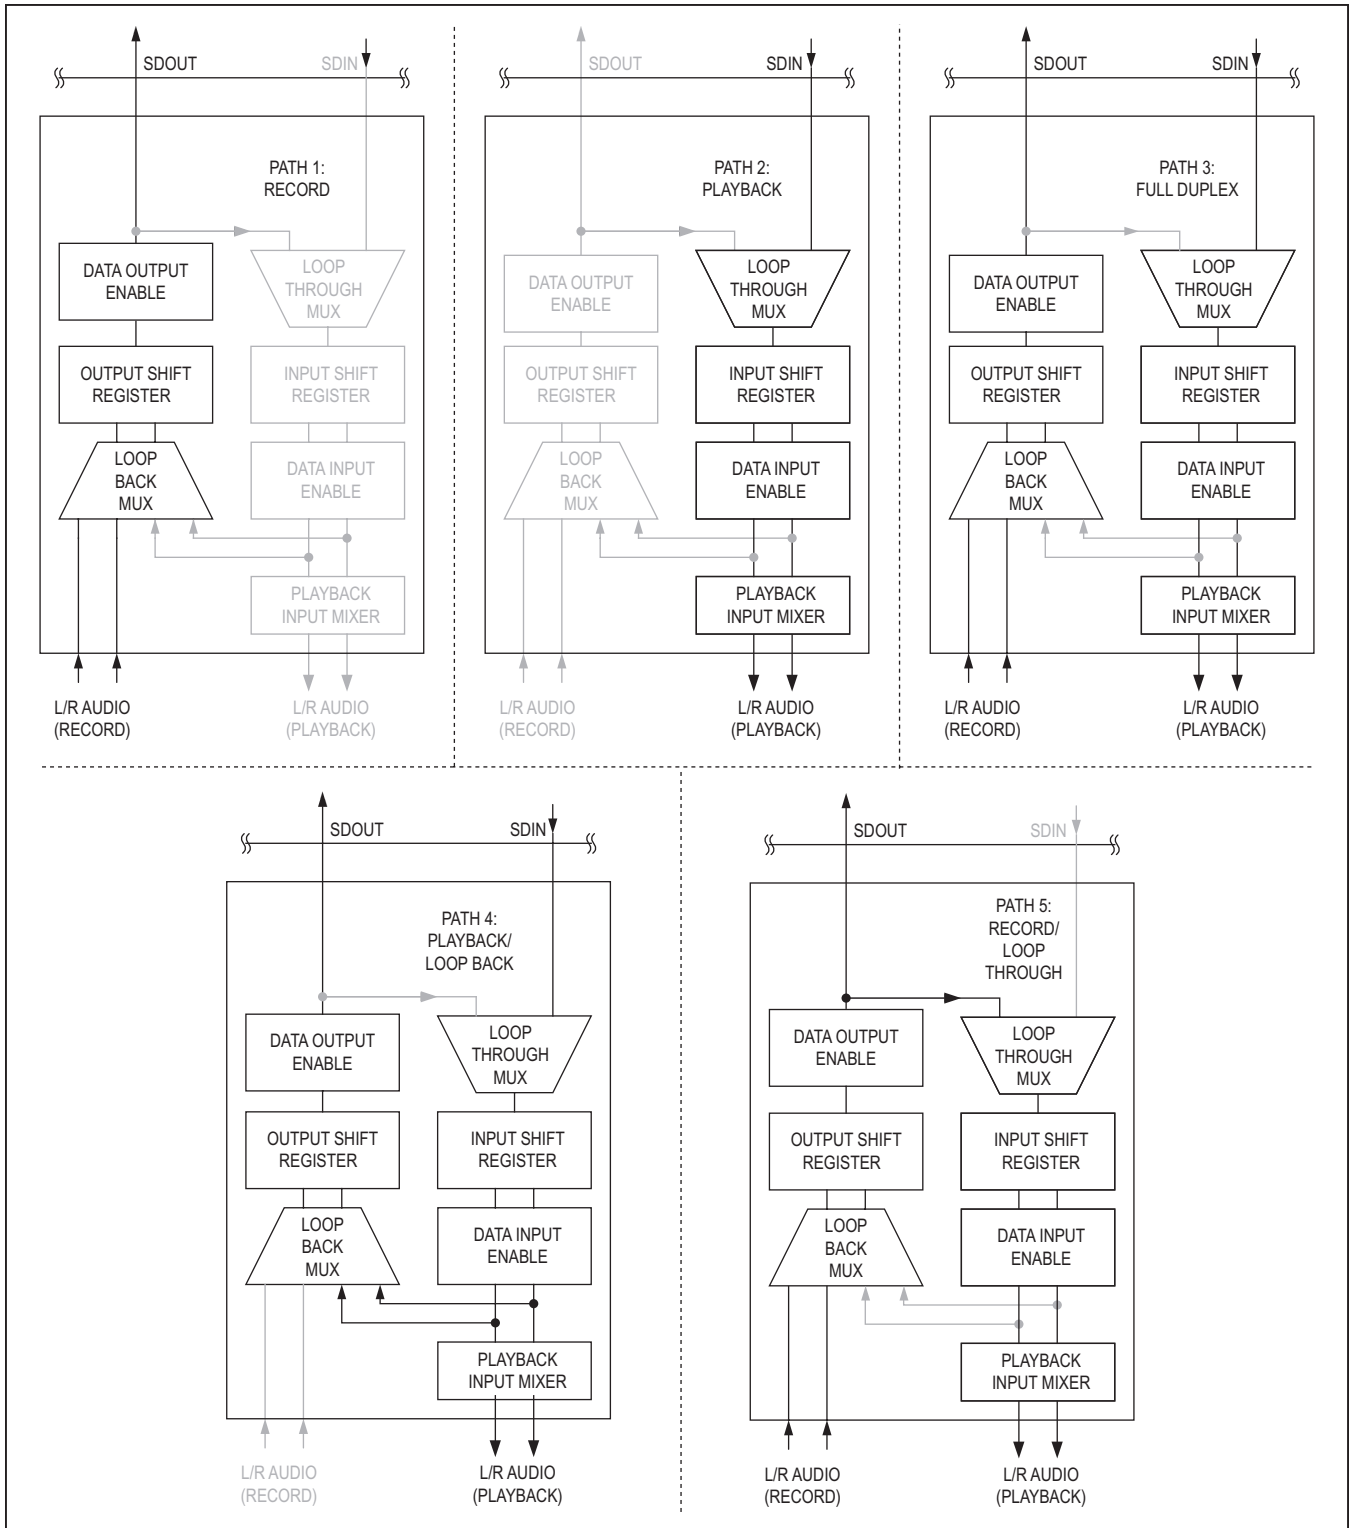 SDOUT
SDIN
PATH 1:
RECORD
DATA OUTPUT
ENABLE
LOOP
THROUGH
MUX
OUTPUT SHIFT
REGISTER
INPUT SHIFT
REGISTER
LOOP
BACK
MUX
DATA INPUT
ENABLE
PLAYBACK
INPUT MIXER
L/R AUDIO
(RECORD)
L/R AUDIO
(PLAYBACK)
SDOUT
SDIN
PATH 2:
PLAYBACK
DATA OUTPUT
ENABLE
LOOP
THROUGH
MUX
OUTPUT SHIFT
REGISTER
INPUT SHIFT
REGISTER
LOOP
BACK
MUX
DATA INPUT
ENABLE
PLAYBACK
INPUT MIXER
L/R AUDIO
(RECORD)
L/R AUDIO
(PLAYBACK)
SDOUT
SDIN
PATH 3:
FULL DUPLEX
DATA OUTPUT
ENABLE
LOOP
THROUGH
MUX
OUTPUT SHIFT
REGISTER
INPUT SHIFT
REGISTER
LOOP
BACK
MUX
DATA INPUT
ENABLE
PLAYBACK
INPUT MIXER
L/R AUDIO
(RECORD)
L/R AUDIO
(PLAYBACK)
SDOUT
SDIN
PATH 4:
PLAYBACK/
LOOP BACK
DATA OUTPUT
ENABLE
LOOP
THROUGH
MUX
OUTPUT SHIFT
REGISTER
INPUT SHIFT
REGISTER
LOOP
BACK
MUX
DATA INPUT
ENABLE
PLAYBACK
INPUT MIXER
L/R AUDIO
(RECORD)
L/R AUDIO
(PLAYBACK)
SDOUT
SDIN
PATH 5:
RECORD/
LOOP
THROUGH
DATA OUTPUT
ENABLE
LOOP
THROUGH
MUX
OUTPUT SHIFT
REGISTER
INPUT SHIFT
REGISTER
LOOP
BACK
MUX
DATA INPUT
ENABLE
PLAYBACK
INPUT MIXER
L/R AUDIO
(RECORD)
L/R AUDIO
(PLAYBACK)